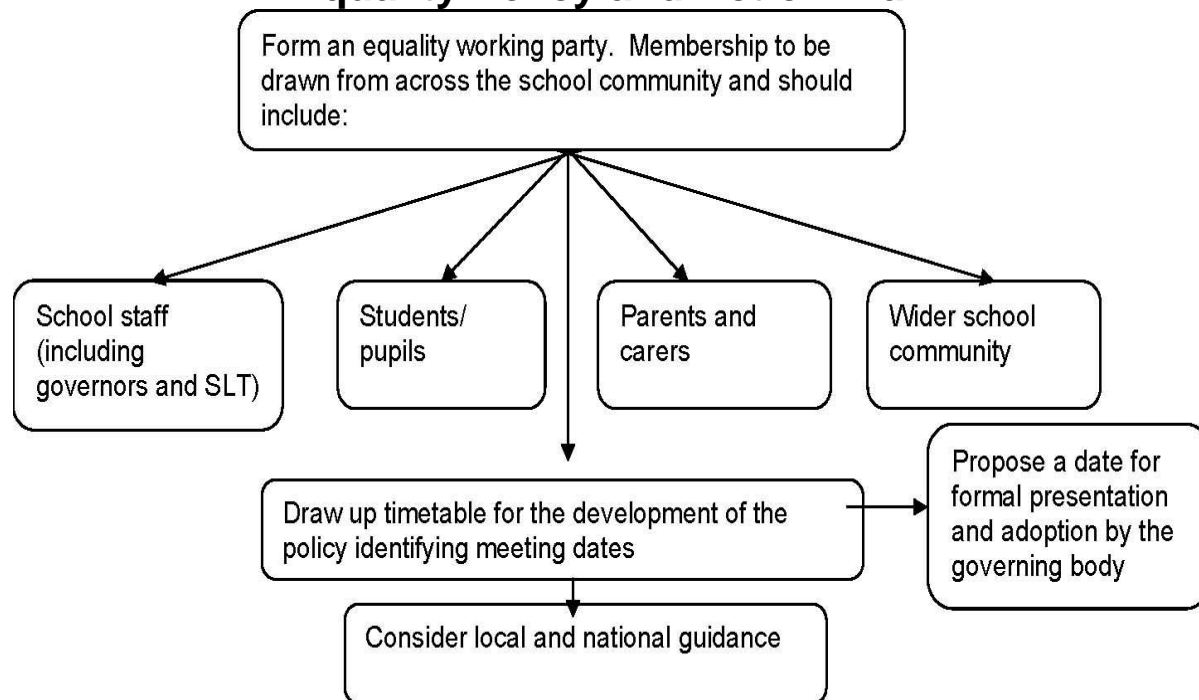 Form an equality working party. Membership to be
drawn from across the school community and should
include:
School staff
(including
governors and SLT)
Students/
pupils
Parents and
carers
Wider school
community
Draw up timetable for the development of the
policy identifying meeting dates
Propose a date for
formal presentation
and adoption by the
governing body
Consider local and national guidance